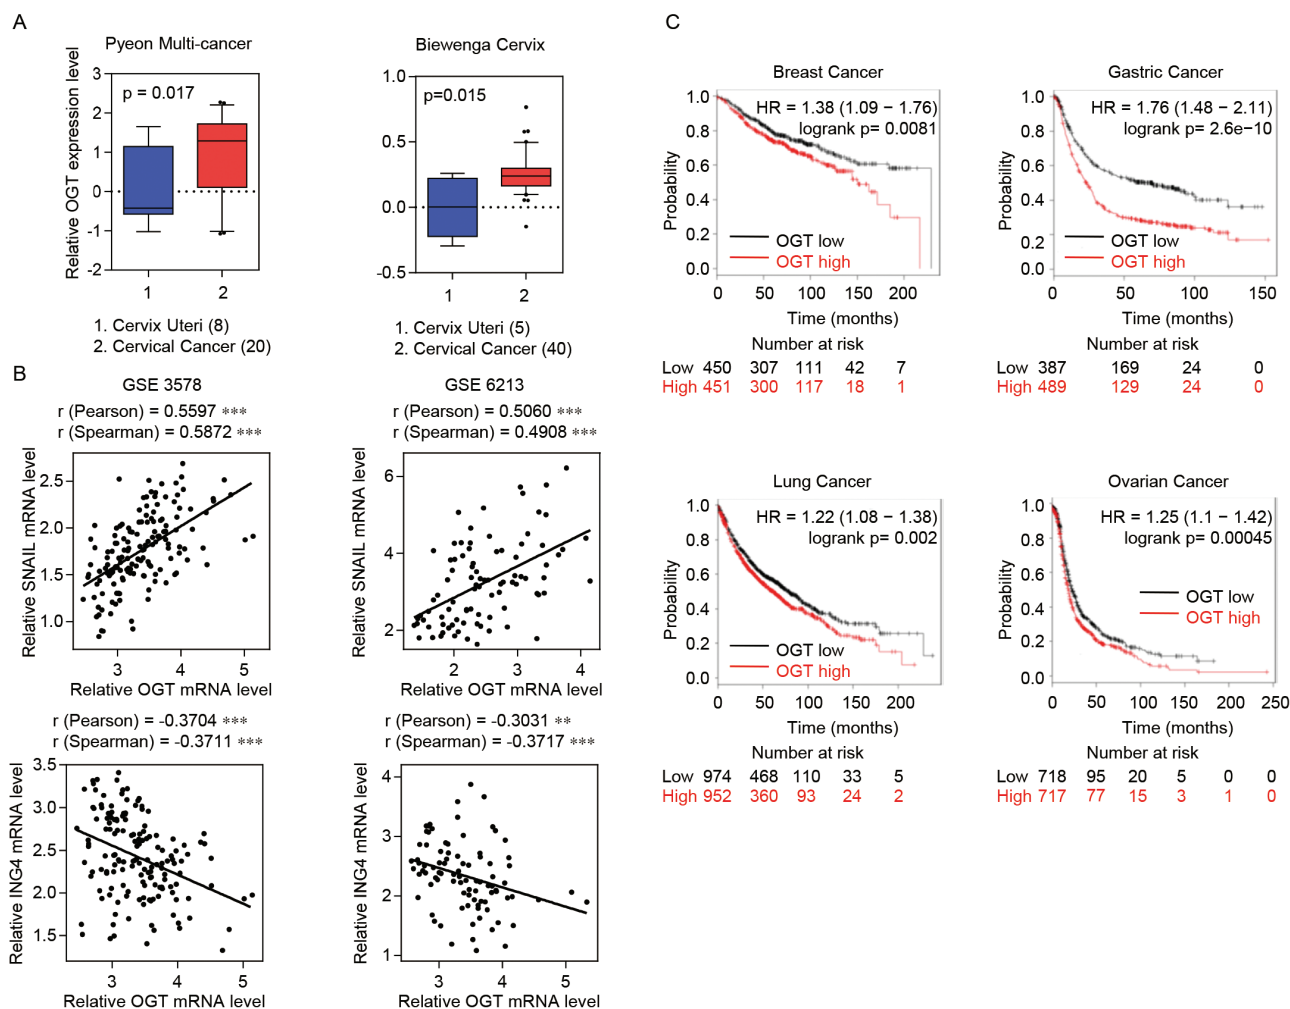 A
Pyeon Multi-cancer
Relative OGT expression level
p = 0.017
3
2
1
0
-1
-2
1 2
1. Cervix Uteri (8)
2. Cervical Cancer (20)
Biewenga Cervix
p=0.015
1.0
0.5
0.0
-0.5
1 2
1. Cervix Uteri (5)
2. Cervical Cancer (40)
B
GSE 3578
r (Pearson) = 0.5597 ***
r (Spearman) = 0.5872 ***
Relative SNAIL mRNA level
2.5
2.0
1.5
1.0
3 4 5
Relative OGT mRNA level
GSE 6213
r (Pearson) = 0.5060 ***
r (Spearman) = 0.4908 ***
Relative SNAIL mRNA level
6
4
2
2 3 4
Relative OGT mRNA level
r (Pearson) = -0.3704 ***
r (Spearman) = -0.3711 ***
Relative ING4 mRNA level
3.5
3.0
2.5
2.0
1.5
3 4 5
Relative OGT mRNA level
r (Pearson) = -0.3031 **
r (Spearman) = -0.3717 ***
Relative ING4 mRNA level
4
3
2
1
3 4 5
Relative OGT mRNA level
C
Breast Cancer
HR = 1.38 (1.09 − 1.76)
logrank p= 0.0081
Probability
1.0
0.8
0.6
0.4
0.2
0.0
OGT low
OGT high
0 50 100 150 200
Time (months)
Number at risk
Low 450 307 111 42 7
High 451 300 117 18 1
Gastric Cancer
HR = 1.76 (1.48 − 2.11)
logrank p= 2.6e−10
Probability
1.0
0.8
0.6
0.4
0.2
0.0
OGT low
OGT high
0 50 100 150
Time (months)
Number at risk
Low 387 169 24 0
High 489 129 24 0
Lung Cancer
HR = 1.22 (1.08 − 1.38)
logrank p= 0.002
Probability
1.0
0.8
0.6
0.4
0.2
0.0
OGT low
OGT high
0 50 100 150 200
Time (months)
Number at risk
Low 974 468 110 33 5
High 952 360 93 24 2
Ovarian Cancer
HR = 1.25 (1.1 − 1.42)
logrank p= 0.00045
Probability
1.0
0.8
0.6
0.4
0.2
0.0
OGT low
OGT high
0 50 100 150 200 250
Time (months)
Number at risk
Low 718 95 20 5 0 0
High 717 77 15 3 1 0